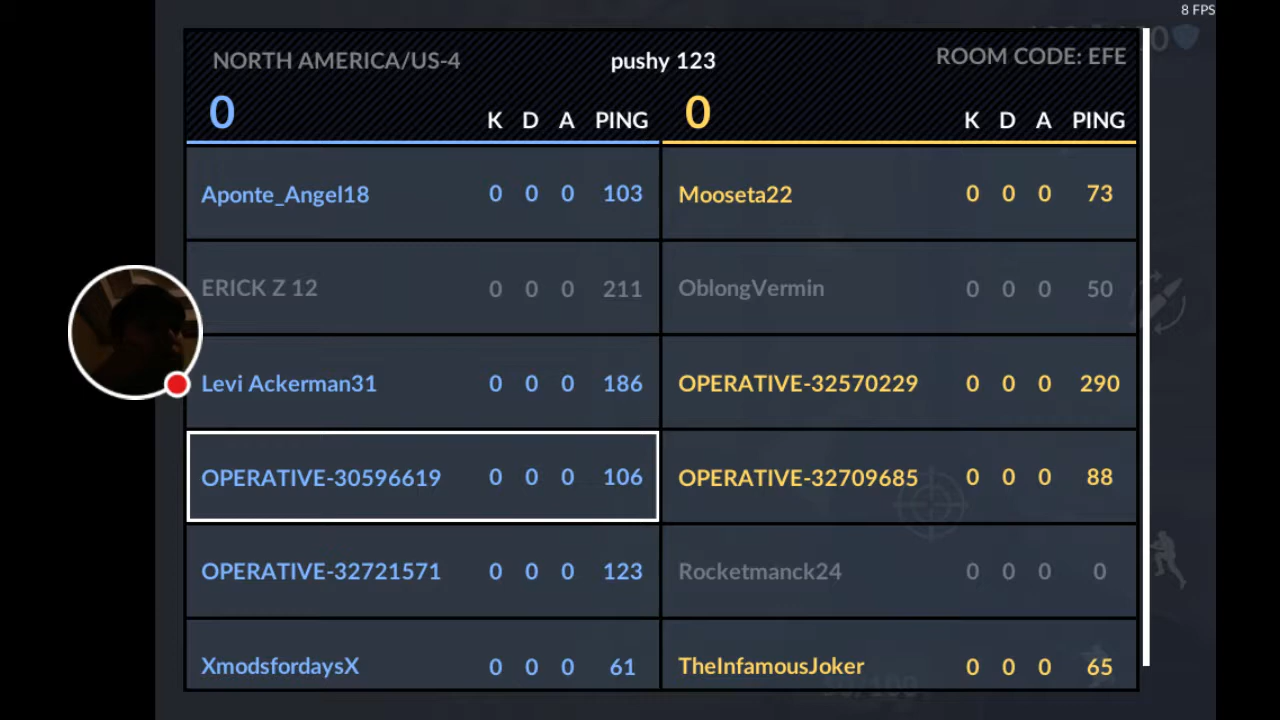 8 FPS
NORTH AMERICA/US-4 pushy 123 ROOM CODE: EFE
0 K D A PING 0 K D A PING
Aponte_Angel18 0 0 0 103 Mooseta22 0 0 0 73
ERICK Z 12 0 0 0 211 OblongVermin 0 0 0 50
Levi Ackerman31 0 0 0 186 OPERATIVE-32570229 0 0 0 290
OPERATIVE-30596619 0 0 0 106 OPERATIVE-32709685 0 0 0 88
OPERATIVE-32721571 0 0 0 123 Rocketmanck24 0 0 0 0
XmodsfordaysX 0 0 0 61 TheInfamousJoker 0 0 0 65